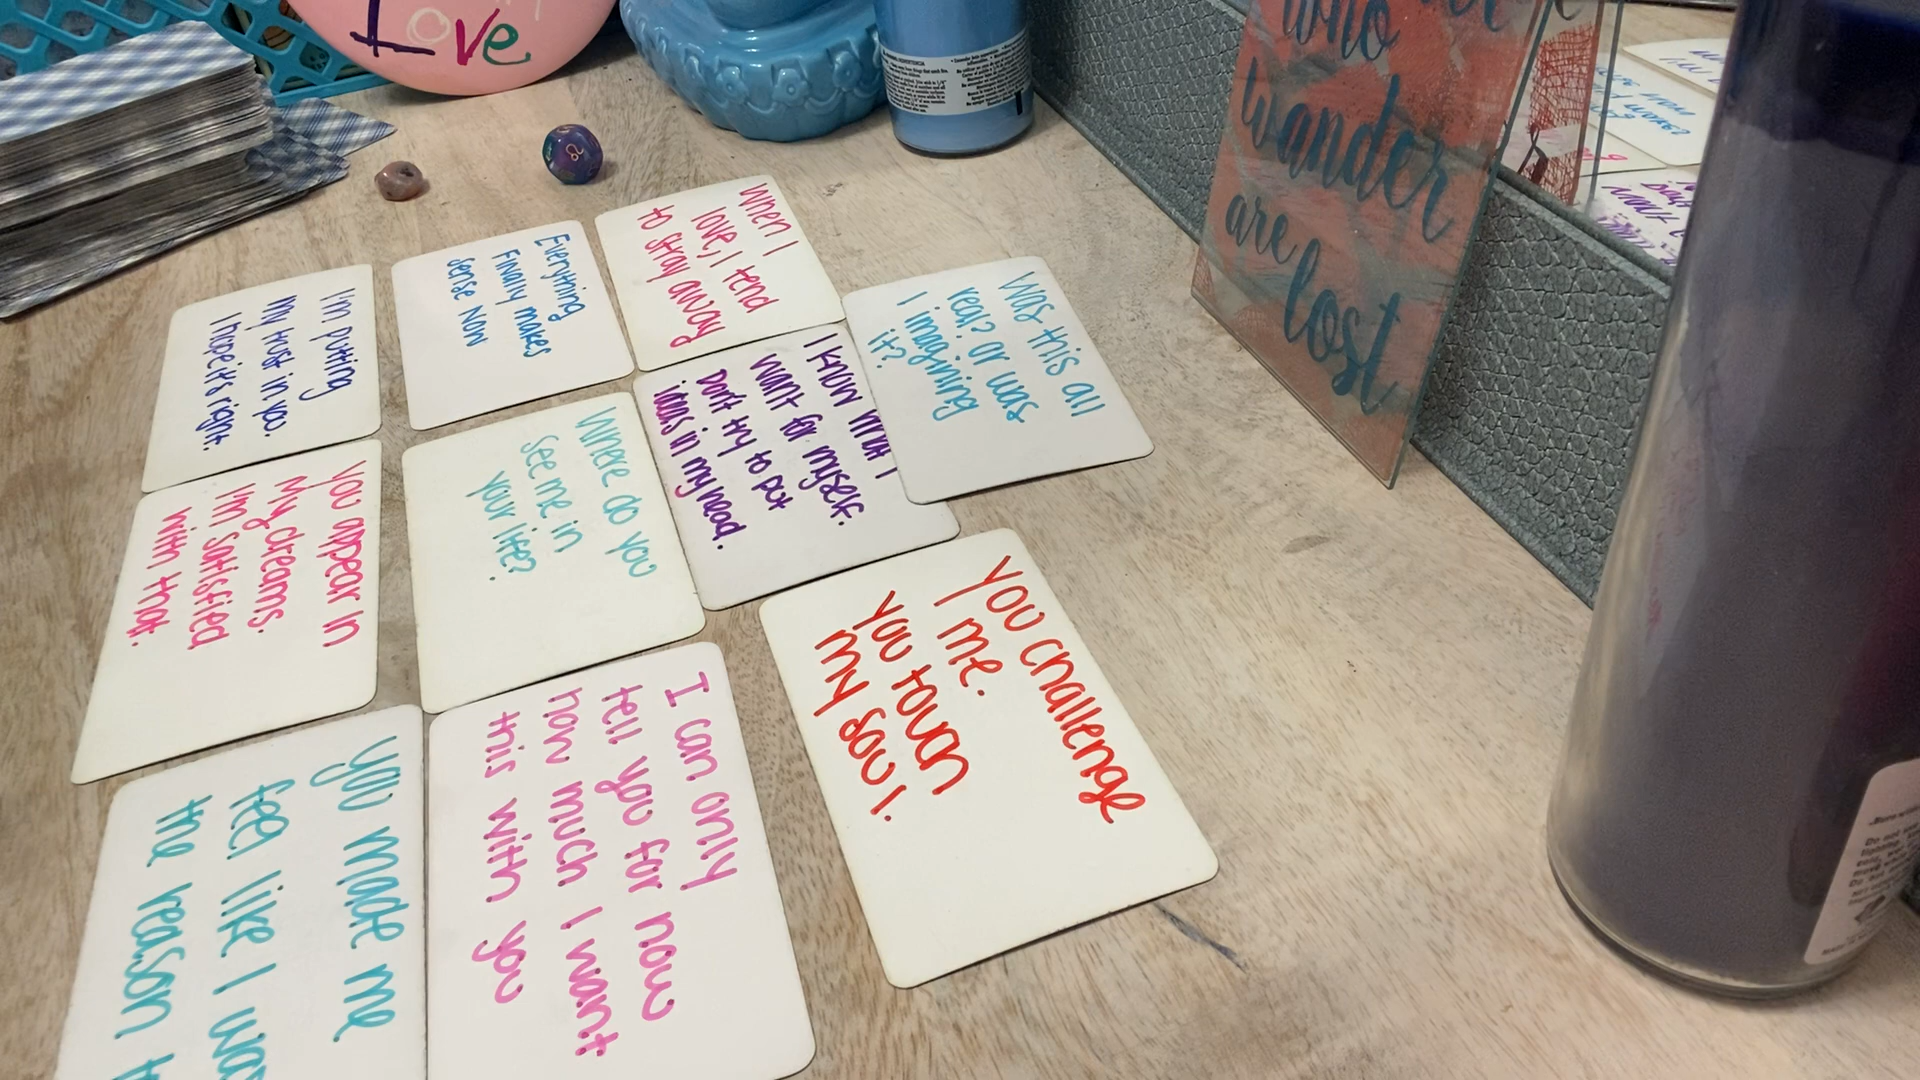 Love
who
wander
are
lost
When I
love, I tend
to stay away
Everything
Finally makes
sense now
I'm putting
my trust in you.
I hope it's right.
Was this all
real? or was
I imagining
it?
I know what I
want for myself.
Don't try to put
ideas in my head.
Where do you
see me in
your life?
You appear in
My dreams.
I'm satisfied
with that.
You challenge
me.
You touch
my soul.
I can only
tell you for now
how much I want
this with you
You made me
feel like I
the reason